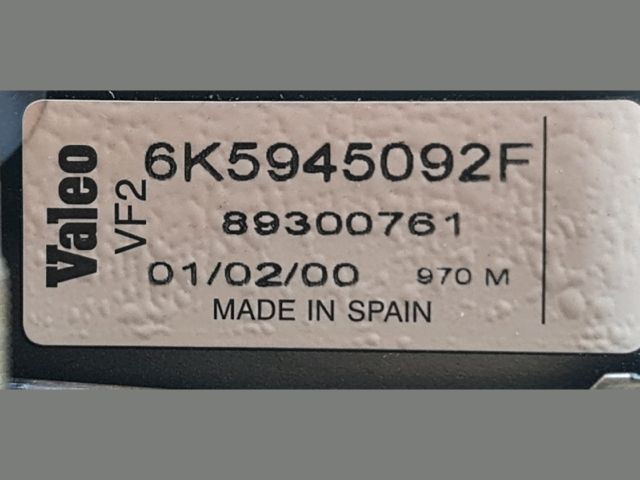 Valeo
VF2
6K5945092F
89300761
01/02/00 970 M
MADE IN SPAIN